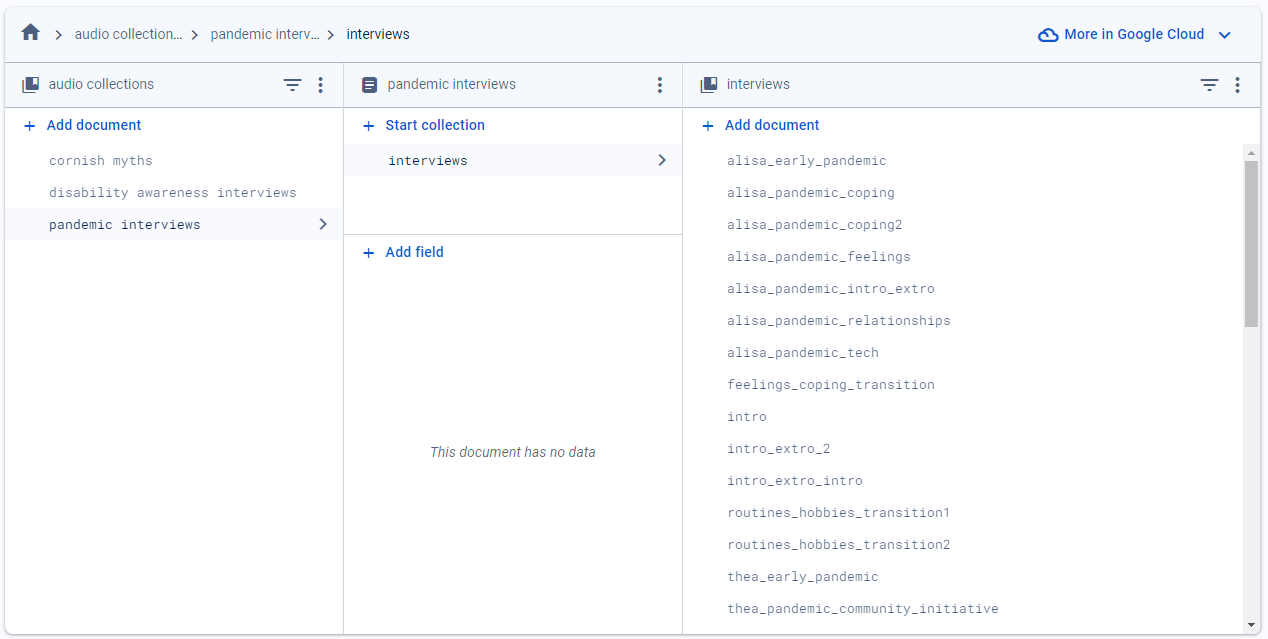 audio collection... pandemic interv... interviews More in Google Cloud
audio collections
Add document
cornish myths
disability awareness interviews
pandemic interviews
pandemic interviews
Start collection
interviews
Add field
This document has no data
interviews
Add document
alisa_early_pandemic
alisa_pandemic_coping
alisa_pandemic_coping2
alisa_pandemic_feelings
alisa_pandemic_intro_extro
alisa_pandemic_relationships
alisa_pandemic_tech
feelings_coping_transition
intro
intro_extro_2
intro_extro_intro
routines_hobbies_transition1
routines_hobbies_transition2
thea_early_pandemic
thea_pandemic_community_initiative